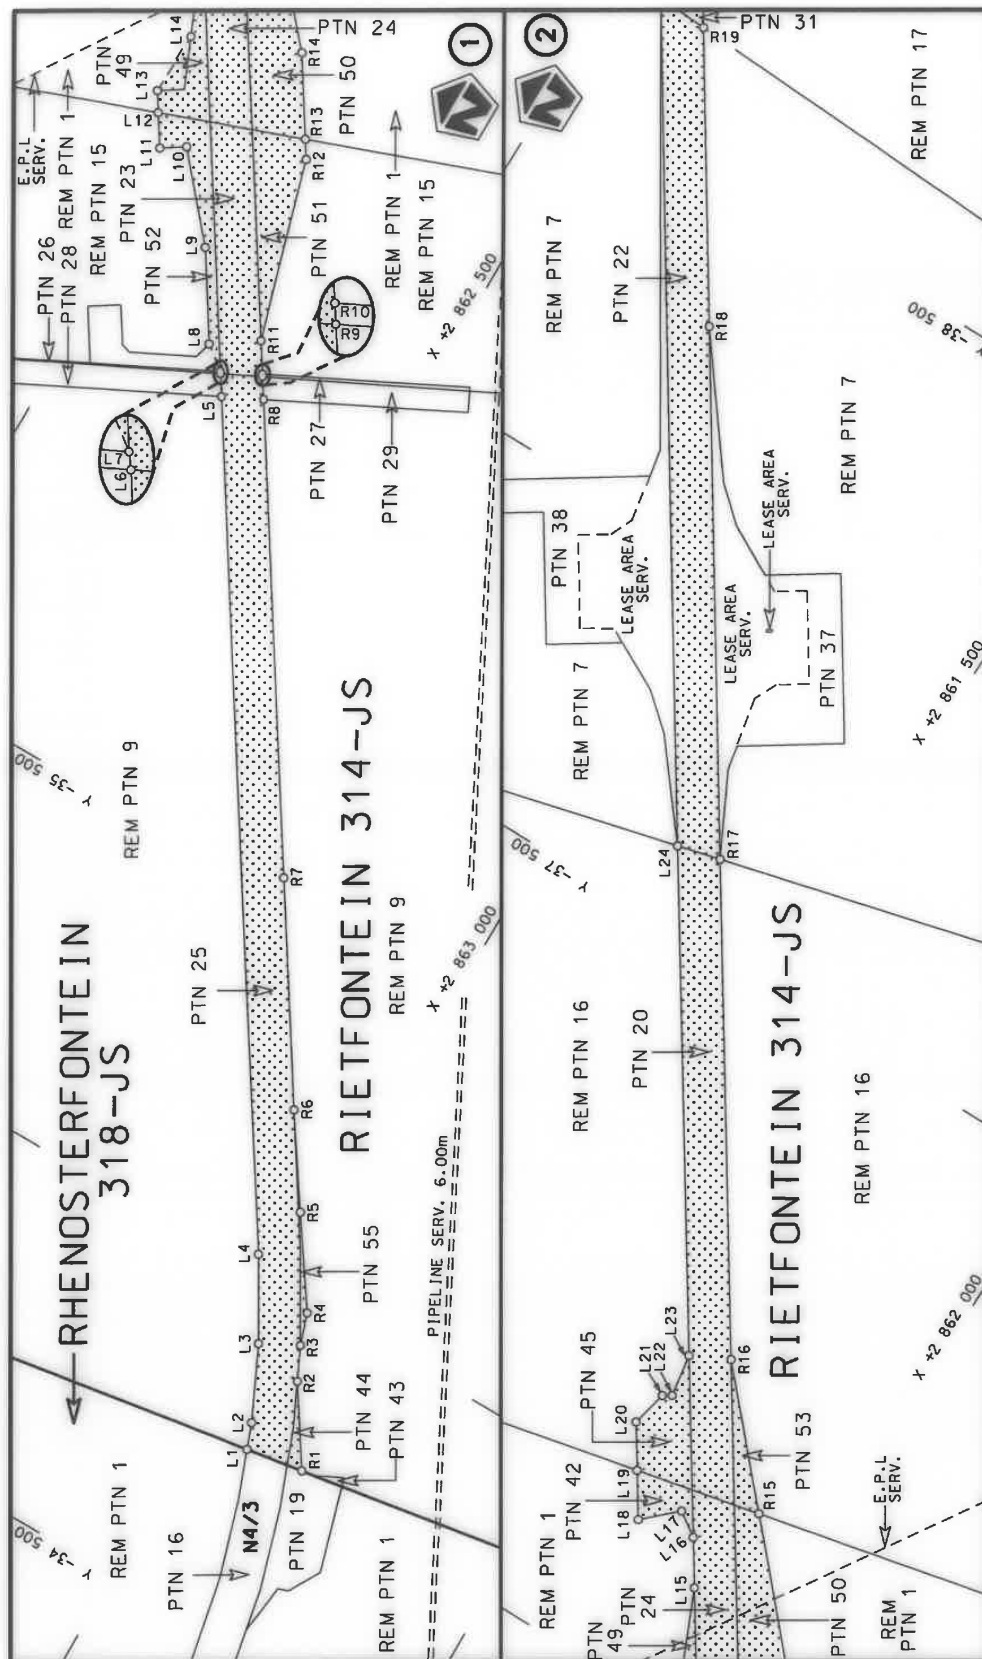 1
RHENOSTERFONTEIN
318-JS
RIETFONTEIN 314-JS
REM PTN 1
PTN 16
N4/3
PTN 19
REM PTN 1
PTN 43
PTN 44
PTN 55
PTN 25
REM PTN 9
REM PTN 9
PIPELINE SERV. 6.00m
Y -34 500
Y -35 500
X +2 863 000
X +2 862 500
PTN 26
PTN 28
REM PTN 1
REM PTN 15
PTN 23
PTN 52
PTN 27
PTN 29
PTN 51
REM PTN 1
REM PTN 15
PTN 49
PTN 24
PTN 50
E.P.L
SERV.
L1
L2
L3
L4
L5
L6
L7
L8
L9
L10
L11
L12
L13
L14
R1
R2
R3
R4
R5
R6
R7
R8
R9
R10
R11
R12
R13
R14
2
RIETFONTEIN 314-JS
REM PTN 1
PTN 42
PTN 45
PTN 49
PTN 24
PTN 50
REM
PTN 1
PTN 53
E.P.L
SERV.
REM PTN 16
PTN 20
REM PTN 16
REM PTN 7
PTN 38
LEASE AREA
SERV.
LEASE AREA
SERV.
LEASE AREA
SERV.
PTN 37
REM PTN 7
PTN 22
REM PTN 7
REM PTN 17
PTN 31
Y -37 500
Y -38 500
X +2 862 000
X +2 861 500
L15
L16
L17
L18
L19
L20
L21
L22
L23
L24
R15
R16
R17
R18
R19